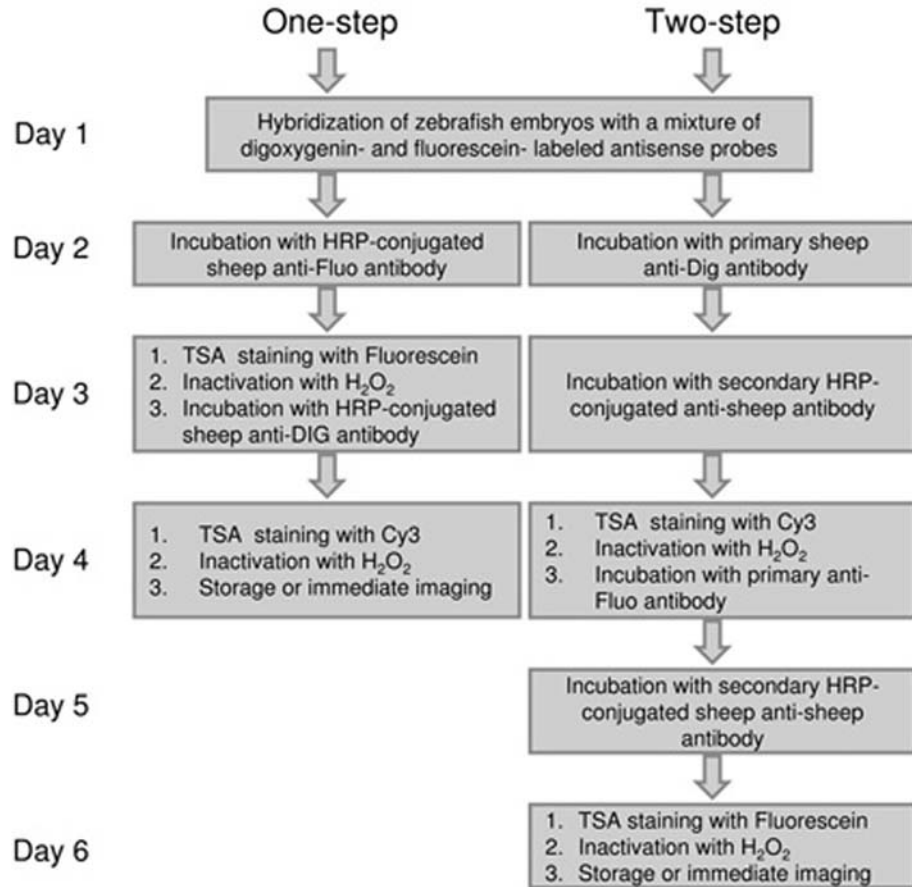 One-step
Two-step
Day 1
Hybridization of zebrafish embryos with a mixture of
digoxygenin- and fluorescein- labeled antisense probes
Day 2
Incubation with HRP-conjugated
sheep anti-Fluo antibody
Incubation with primary sheep
anti-Dig antibody
Day 3
1. TSA staining with Fluorescein
2. Inactivation with H₂O₂
3. Incubation with HRP-conjugated
sheep anti-DIG antibody
Incubation with secondary HRP-
conjugated anti-sheep antibody
Day 4
1. TSA staining with Cy3
2. Inactivation with H₂O₂
3. Storage or immediate imaging
1. TSA staining with Cy3
2. Inactivation with H₂O₂
3. Incubation with primary anti-
Fluo antibody
Day 5
Incubation with secondary HRP-
conjugated sheep anti-sheep
antibody
Day 6
1. TSA staining with Fluorescein
2. Inactivation with H₂O₂
3. Storage or immediate imaging